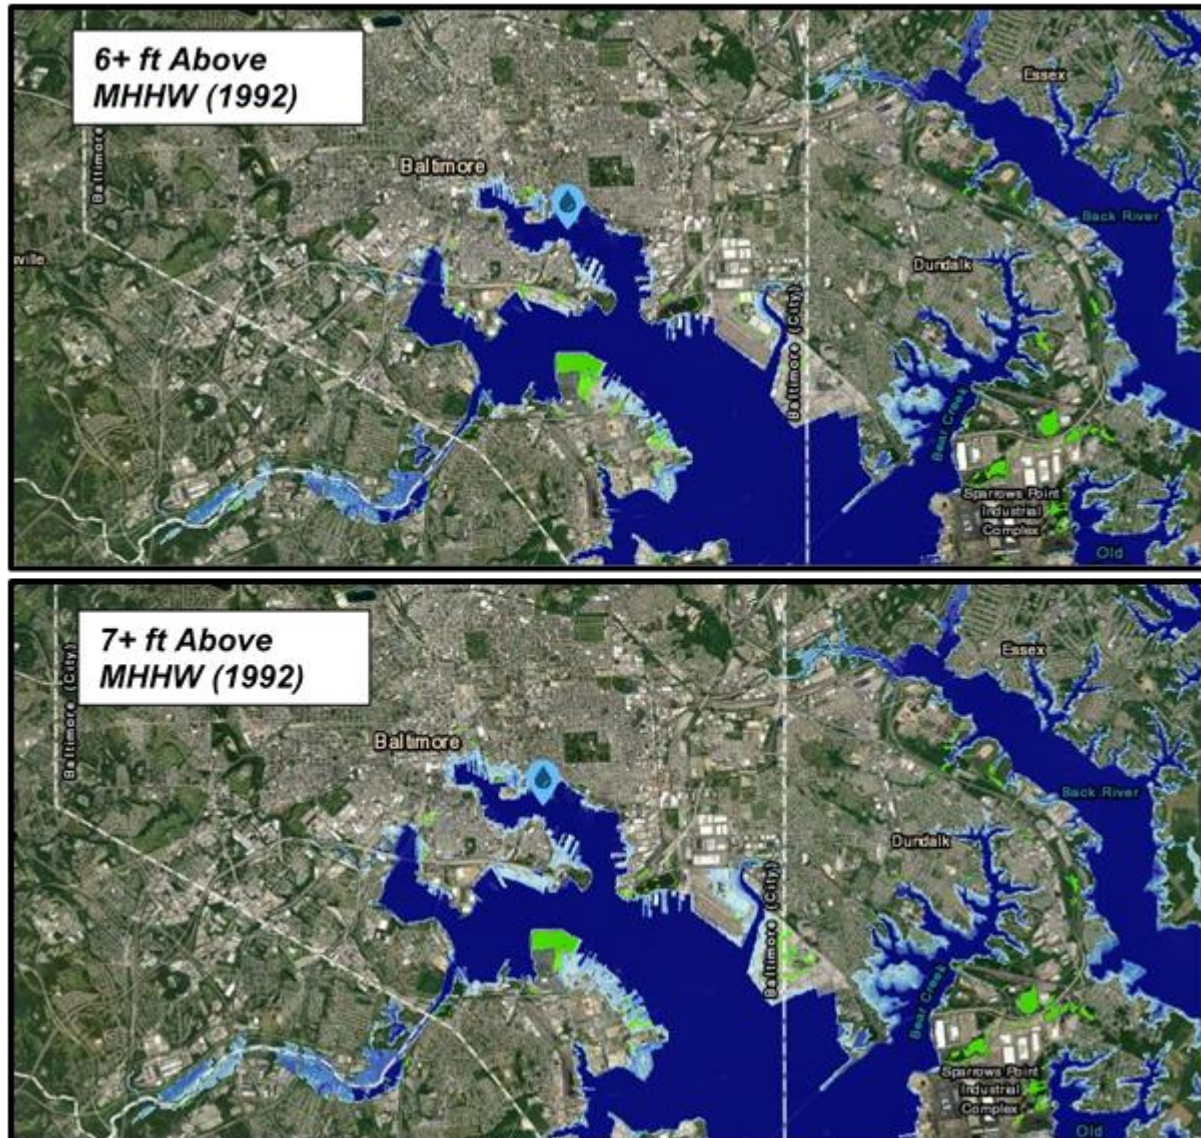 6+ ft Above
MHHW (1992)
Essex
Baltimore
Baltimore
Back River
sville
Dundalk
Baltimore (City)
Bear Creek
Sparrows Point
Industrial
Complex
Old
7+ ft Above
MHHW (1992)
Essex
Baltimore (City)
Baltimore
Back River
Dundalk
Baltimore (City)
Bear Creek
Sparrows Point
Industrial
Complex
Old